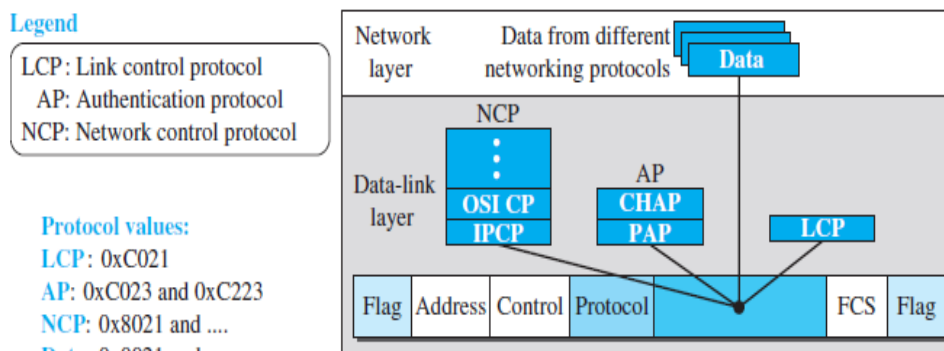 Legend
LCP: Link control protocol
AP: Authentication protocol
NCP: Network control protocol
Protocol values:
LCP: 0xC021
AP: 0xC023 and 0xC223
NCP: 0x8021 and ....
Network
layer
Data from different
networking protocols
Data
Data-link
layer
NCP
OSI CP
IPCP
AP
CHAP
PAP
LCP
Flag Address Control Protocol FCS Flag